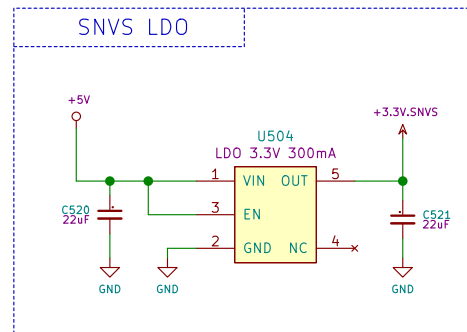 SNVS LDO
+5V
+3.3V.SNVS
U504
LDO 3.3V 300mA
1 VIN OUT 5
3 EN
2 GND NC 4
C520
22uF
C521
22uF
GND
GND
GND